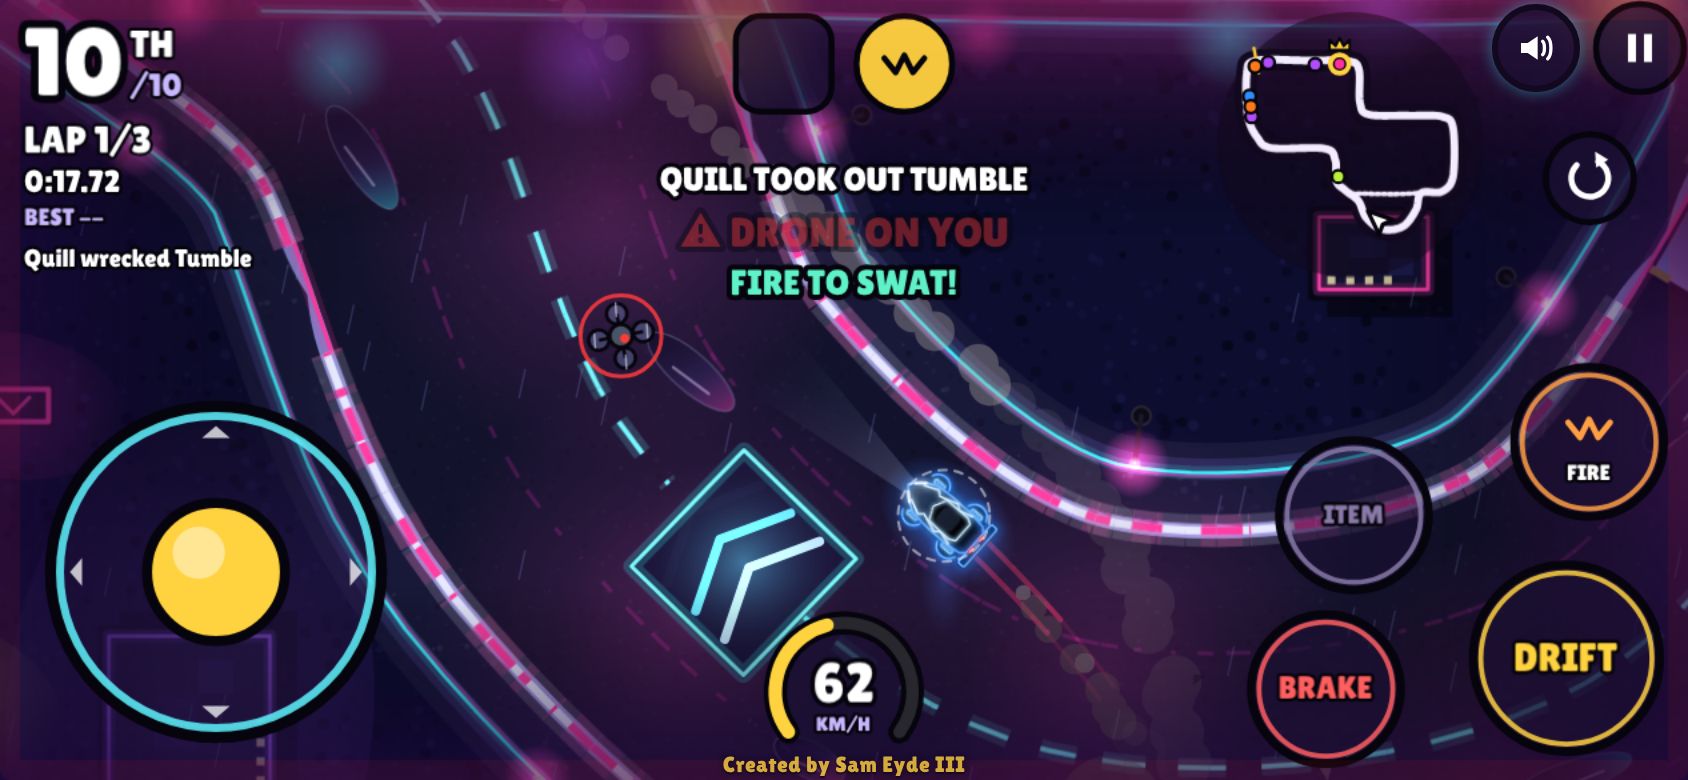 10TH
/10
LAP 1/3
0:17.72
BEST --
Quill wrecked Tumble
QUILL TOOK OUT TUMBLE
DRONE ON YOU
FIRE TO SWAT!
FIRE
ITEM
DRIFT
BRAKE
62
KM/H
Created by Sam Eyde III